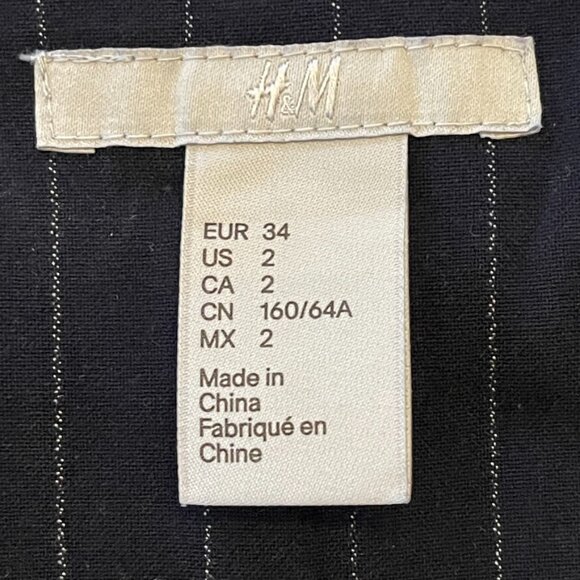 H&M
EUR 34
US 2
CA 2
CN 160/64A
MX 2
Made in
China
Fabriqué en
Chine